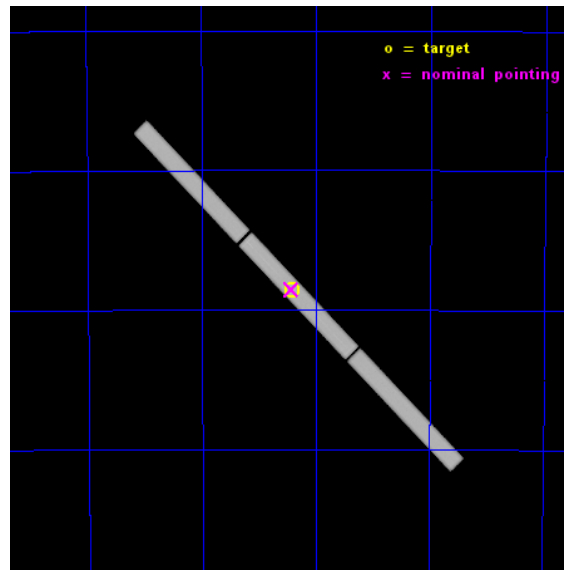 o = target
x = nominal pointing